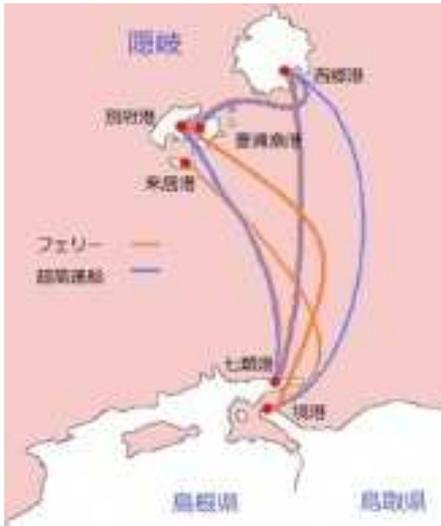 隠岐
西郷港
別府港
菱浦漁港
来居港
フェリー
超高速船
七類港
境港
島根県
鳥取県